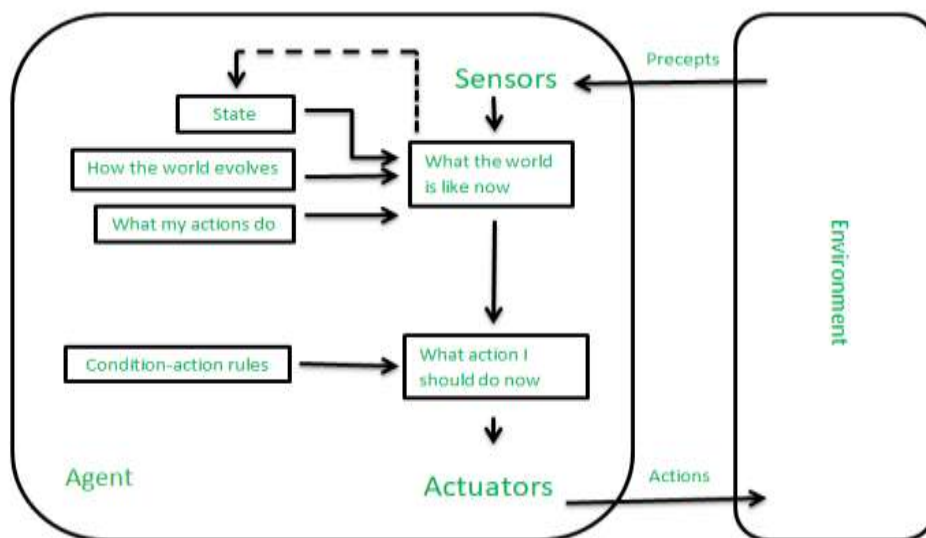 Precepts
Sensors
State
How the world evolves
What my actions do
What the world
is like now
Environment
Condition-action rules
What action I
should do now
Agent
Actuators
Actions